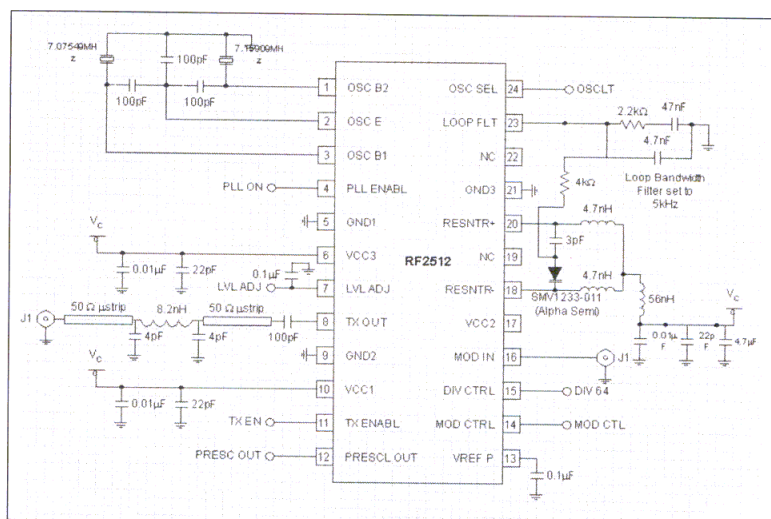 7.07549MH
z
7.15909MH
z
100pF
100pF
100pF
1 OSC B2
2 OSC E
3 OSC B1
PLL ON 4 PLL ENABL
5 GND1
VC
6 VCC3
0.01µF
22pF
0.1µF
LVL ADJ 7 LVL ADJ
J1
50 Ω µstrip
8.2nH
50 Ω µstrip
8 TX OUT
4pF
4pF
100pF
9 GND2
VC
10 VCC1
0.01µF
22pF
TX EN 11 TX ENABL
PRESC OUT 12 PRESCL OUT
RF2512
OSC SEL 24 OSCLT
LOOP FLT 23
2.2kΩ
47nF
4.7nF
NC 22
Loop Bandwidth
Filter set to
5kHz
4kΩ
GND3 21
RESNTR+ 20
4.7nH
3pF
NC 19
4.7nH
RESNTR- 18
SMV1233-011
(Alpha Semi)
56nH
VC
VCC2 17
0.01µ
F
22p
F
4.7µF
MOD IN 16
J1
DIV CTRL 15 DIV 64
MOD CTRL 14 MOD CTL
VREF P 13
0.1µF